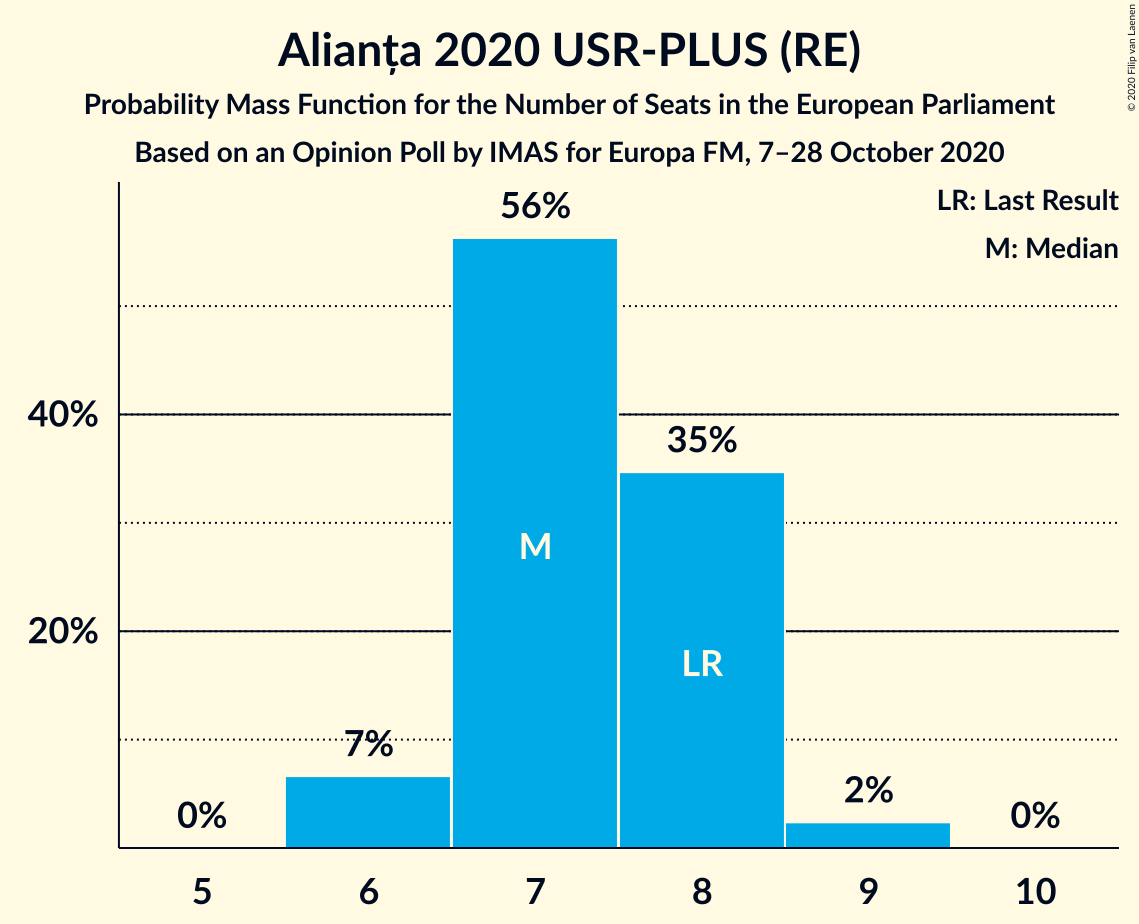 Alianța 2020 USR-PLUS (RE)
Probability Mass Function for the Number of Seats in the European Parliament
Based on an Opinion Poll by IMAS for Europa FM, 7–28 October 2020
© 2020 Filip van Laenen
LR: Last Result
M: Median
56%
40%
35%
M
20%
LR
7%
2%
0%
0%
5
6
7
8
9
10